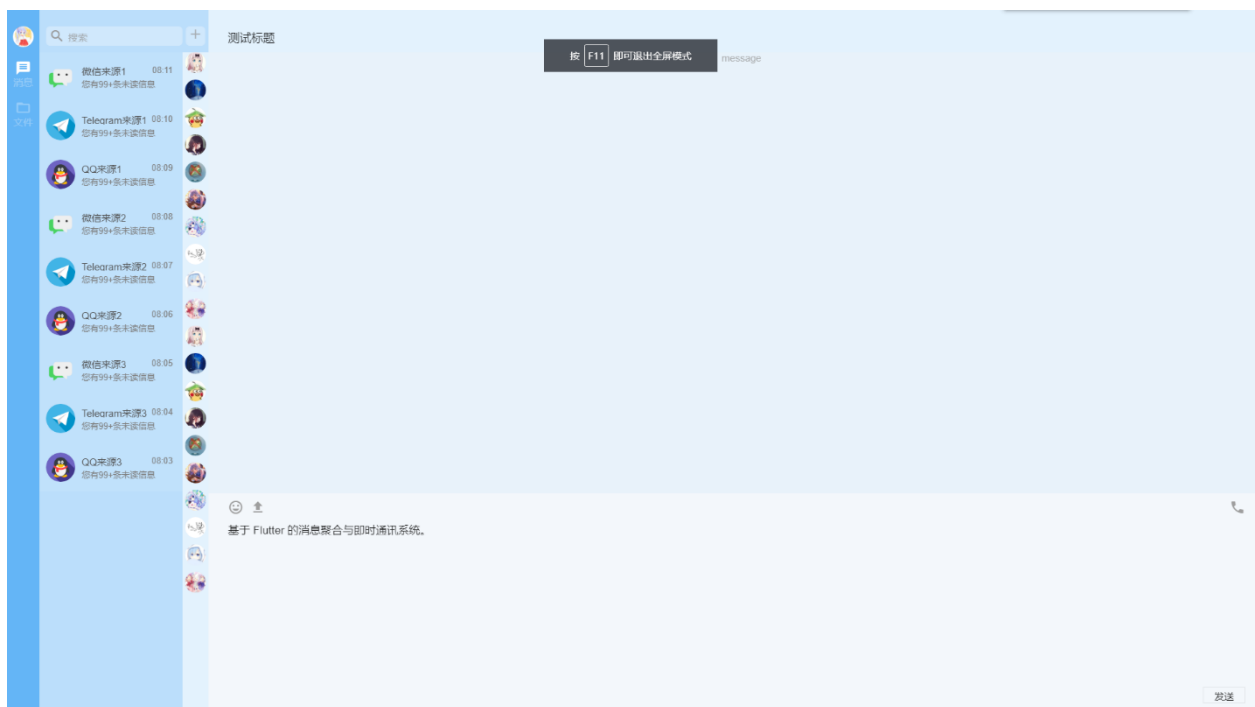 搜索
消息
文件
微信来源1 08:11
您有99+条未读信息
Telegram来源1 08:10
您有99+条未读信息
QQ来源1 08:09
您有99+条未读信息
微信来源2 08:08
您有99+条未读信息
Telegram来源2 08:07
您有99+条未读信息
QQ来源2 08:06
您有99+条未读信息
微信来源3 08:05
您有99+条未读信息
Telegram来源3 08:04
您有99+条未读信息
QQ来源3 08:03
您有99+条未读信息
测试标题
按 F11 即可退出全屏模式
message
基于 Flutter 的消息聚合与即时通讯系统。
发送